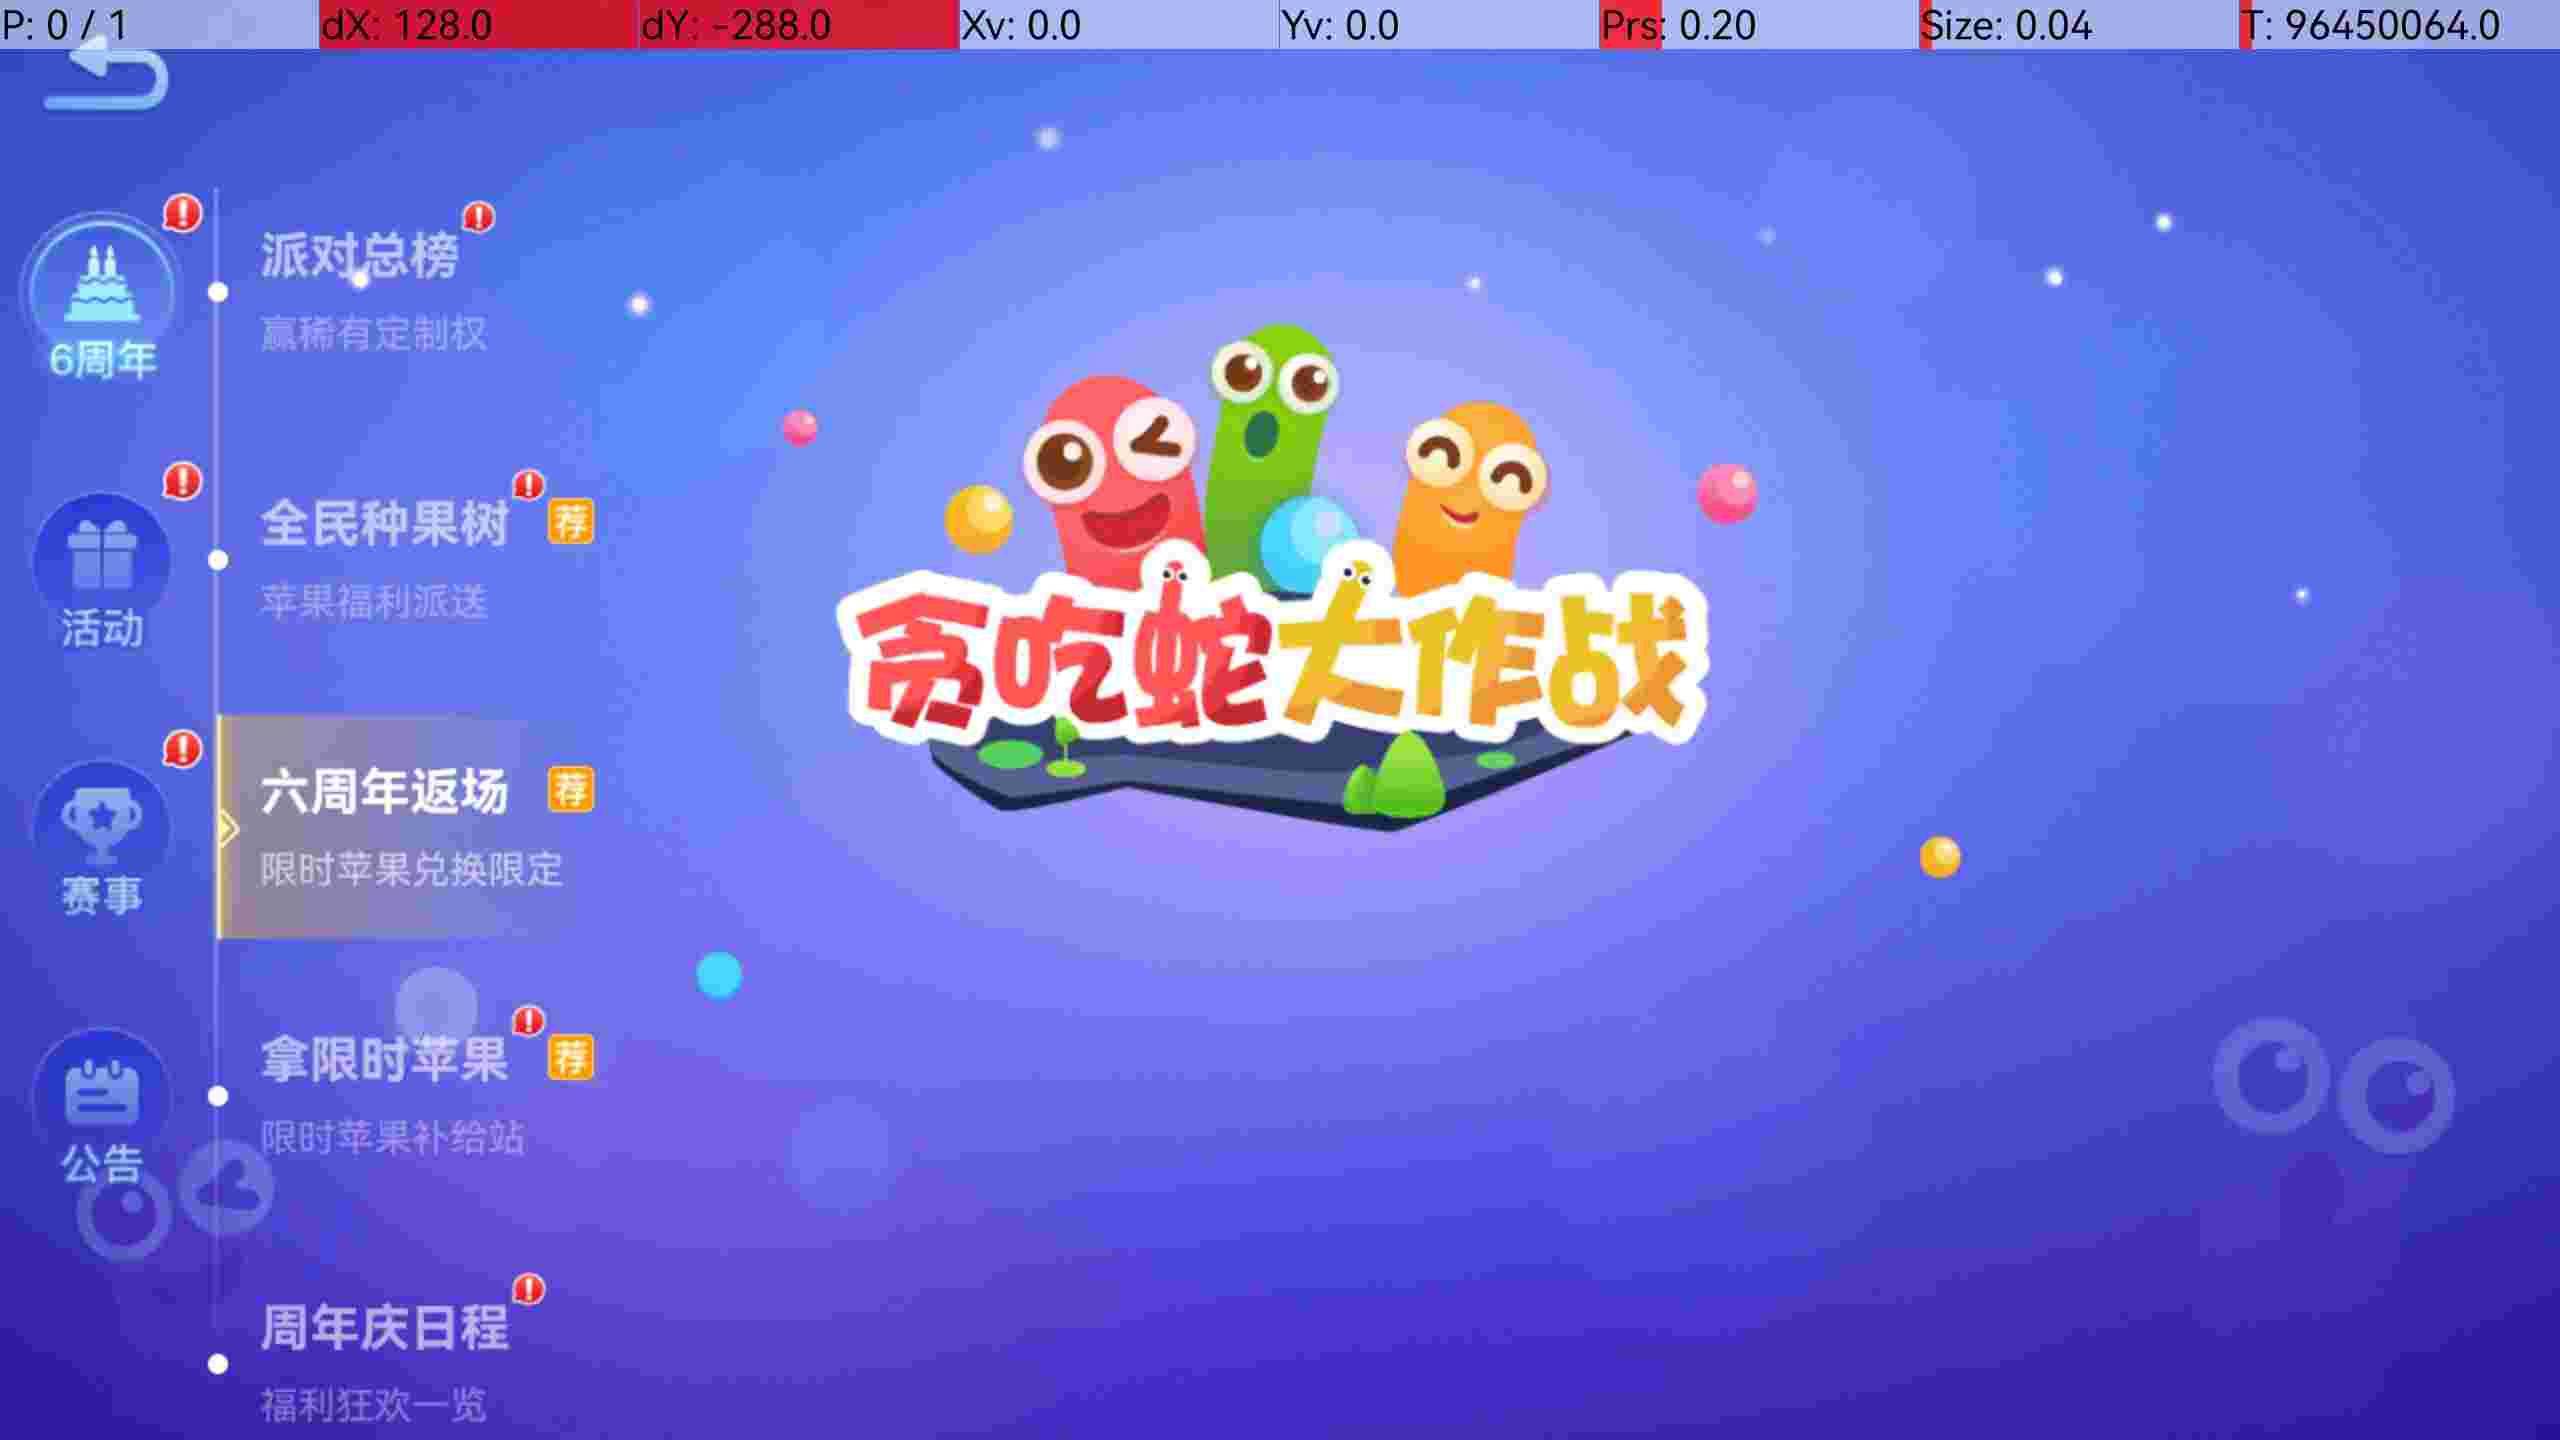 P: 0 / 1
dX: 128.0
dY: -288.0
Xv: 0.0
Yv: 0.0
Prs: 0.20
Size: 0.04
T: 96450064.0
6周年
活动
赛事
公告
派对总榜
赢稀有定制权
全民种果树 荐
苹果福利派送
六周年返场 荐
限时苹果兑换限定
拿限时苹果 荐
限时苹果补给站
周年庆日程
福利狂欢一览
贪吃蛇大作战